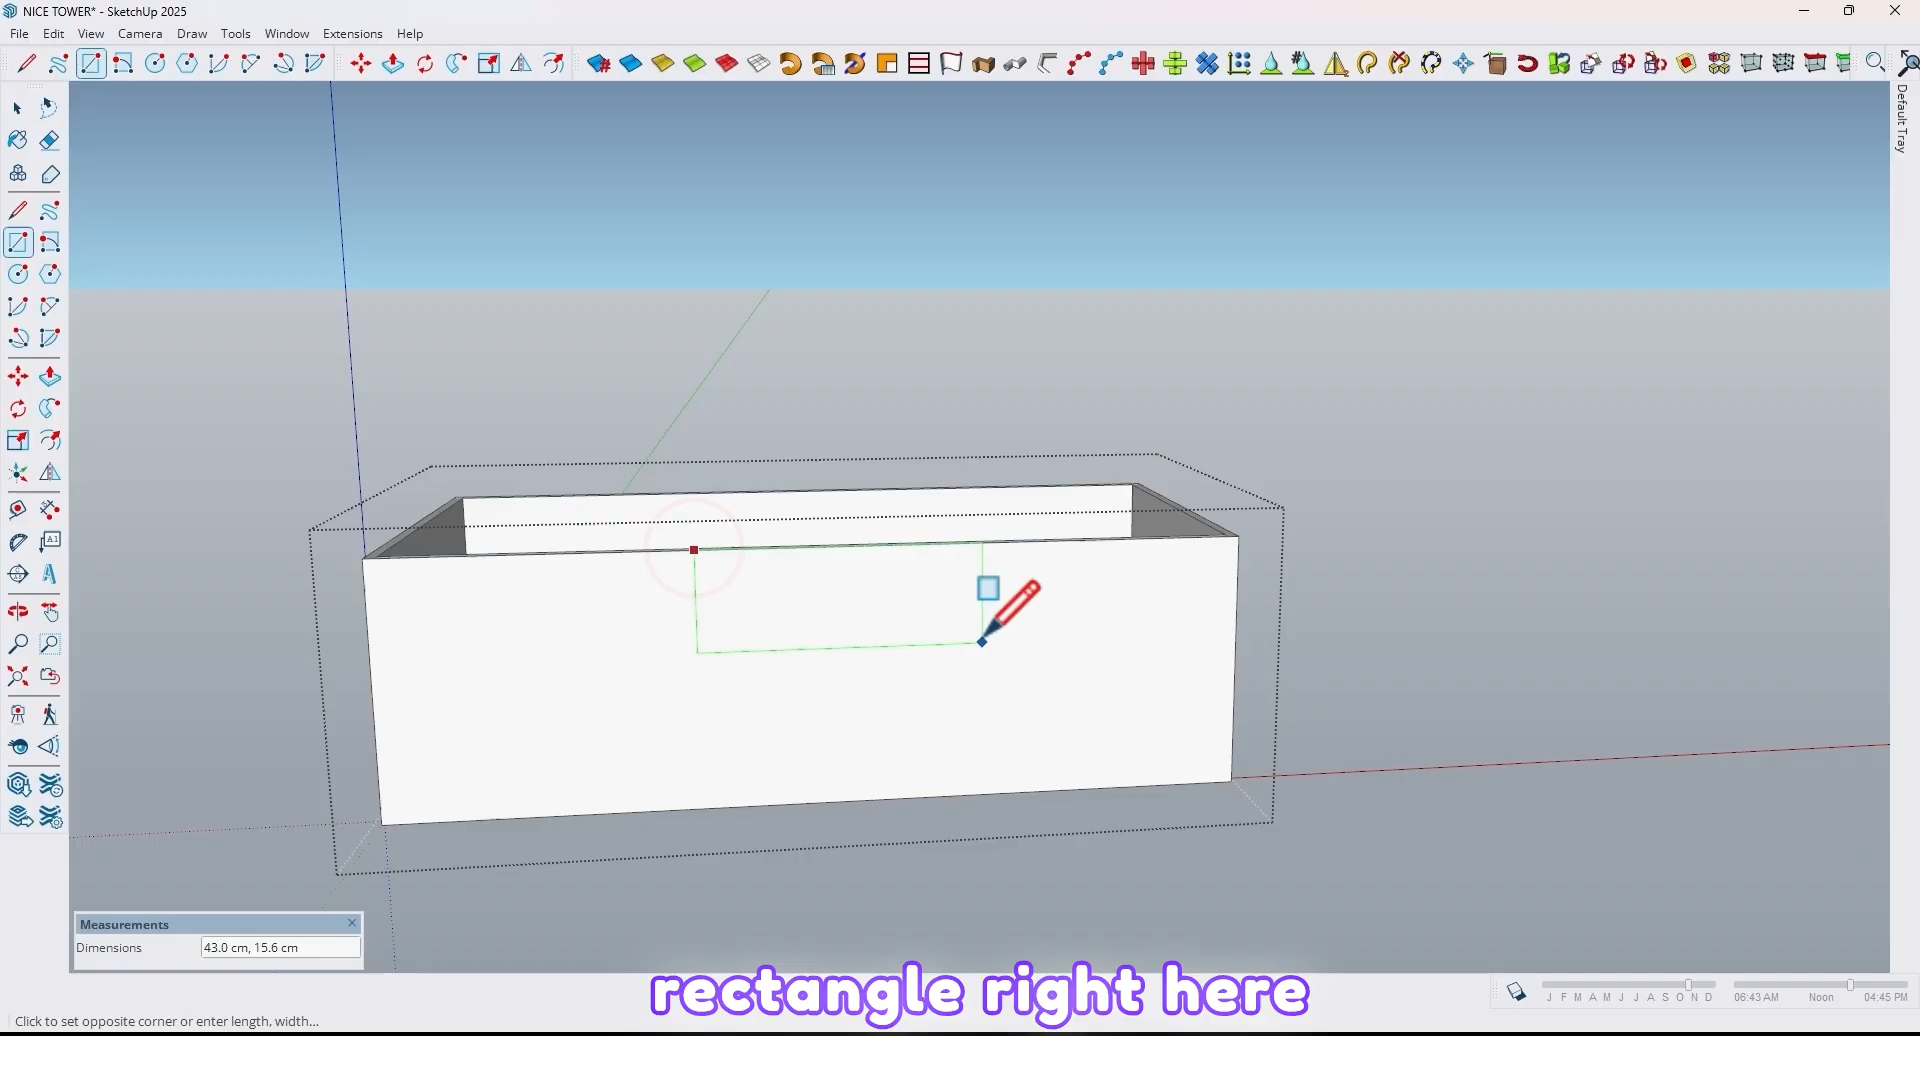 NICE TOWER* - SketchUp 2025
File Edit View Camera Draw Tools Window Extensions Help
Default Tray
A1
Measurements
Dimensions 43.0 cm, 15.6 cm
rectangle right here
J F M A M J J A S O N D 06:43 AM Noon 04:45 PM
Click to set opposite corner or enter length, width...